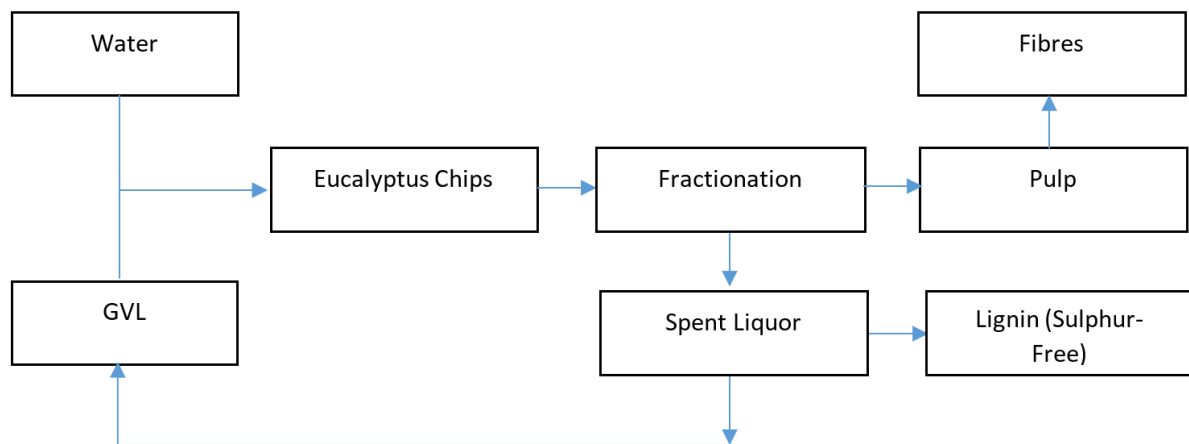 Water
Fibres
Eucalyptus Chips
Fractionation
Pulp
GVL
Spent Liquor
Lignin (Sulphur-
Free)